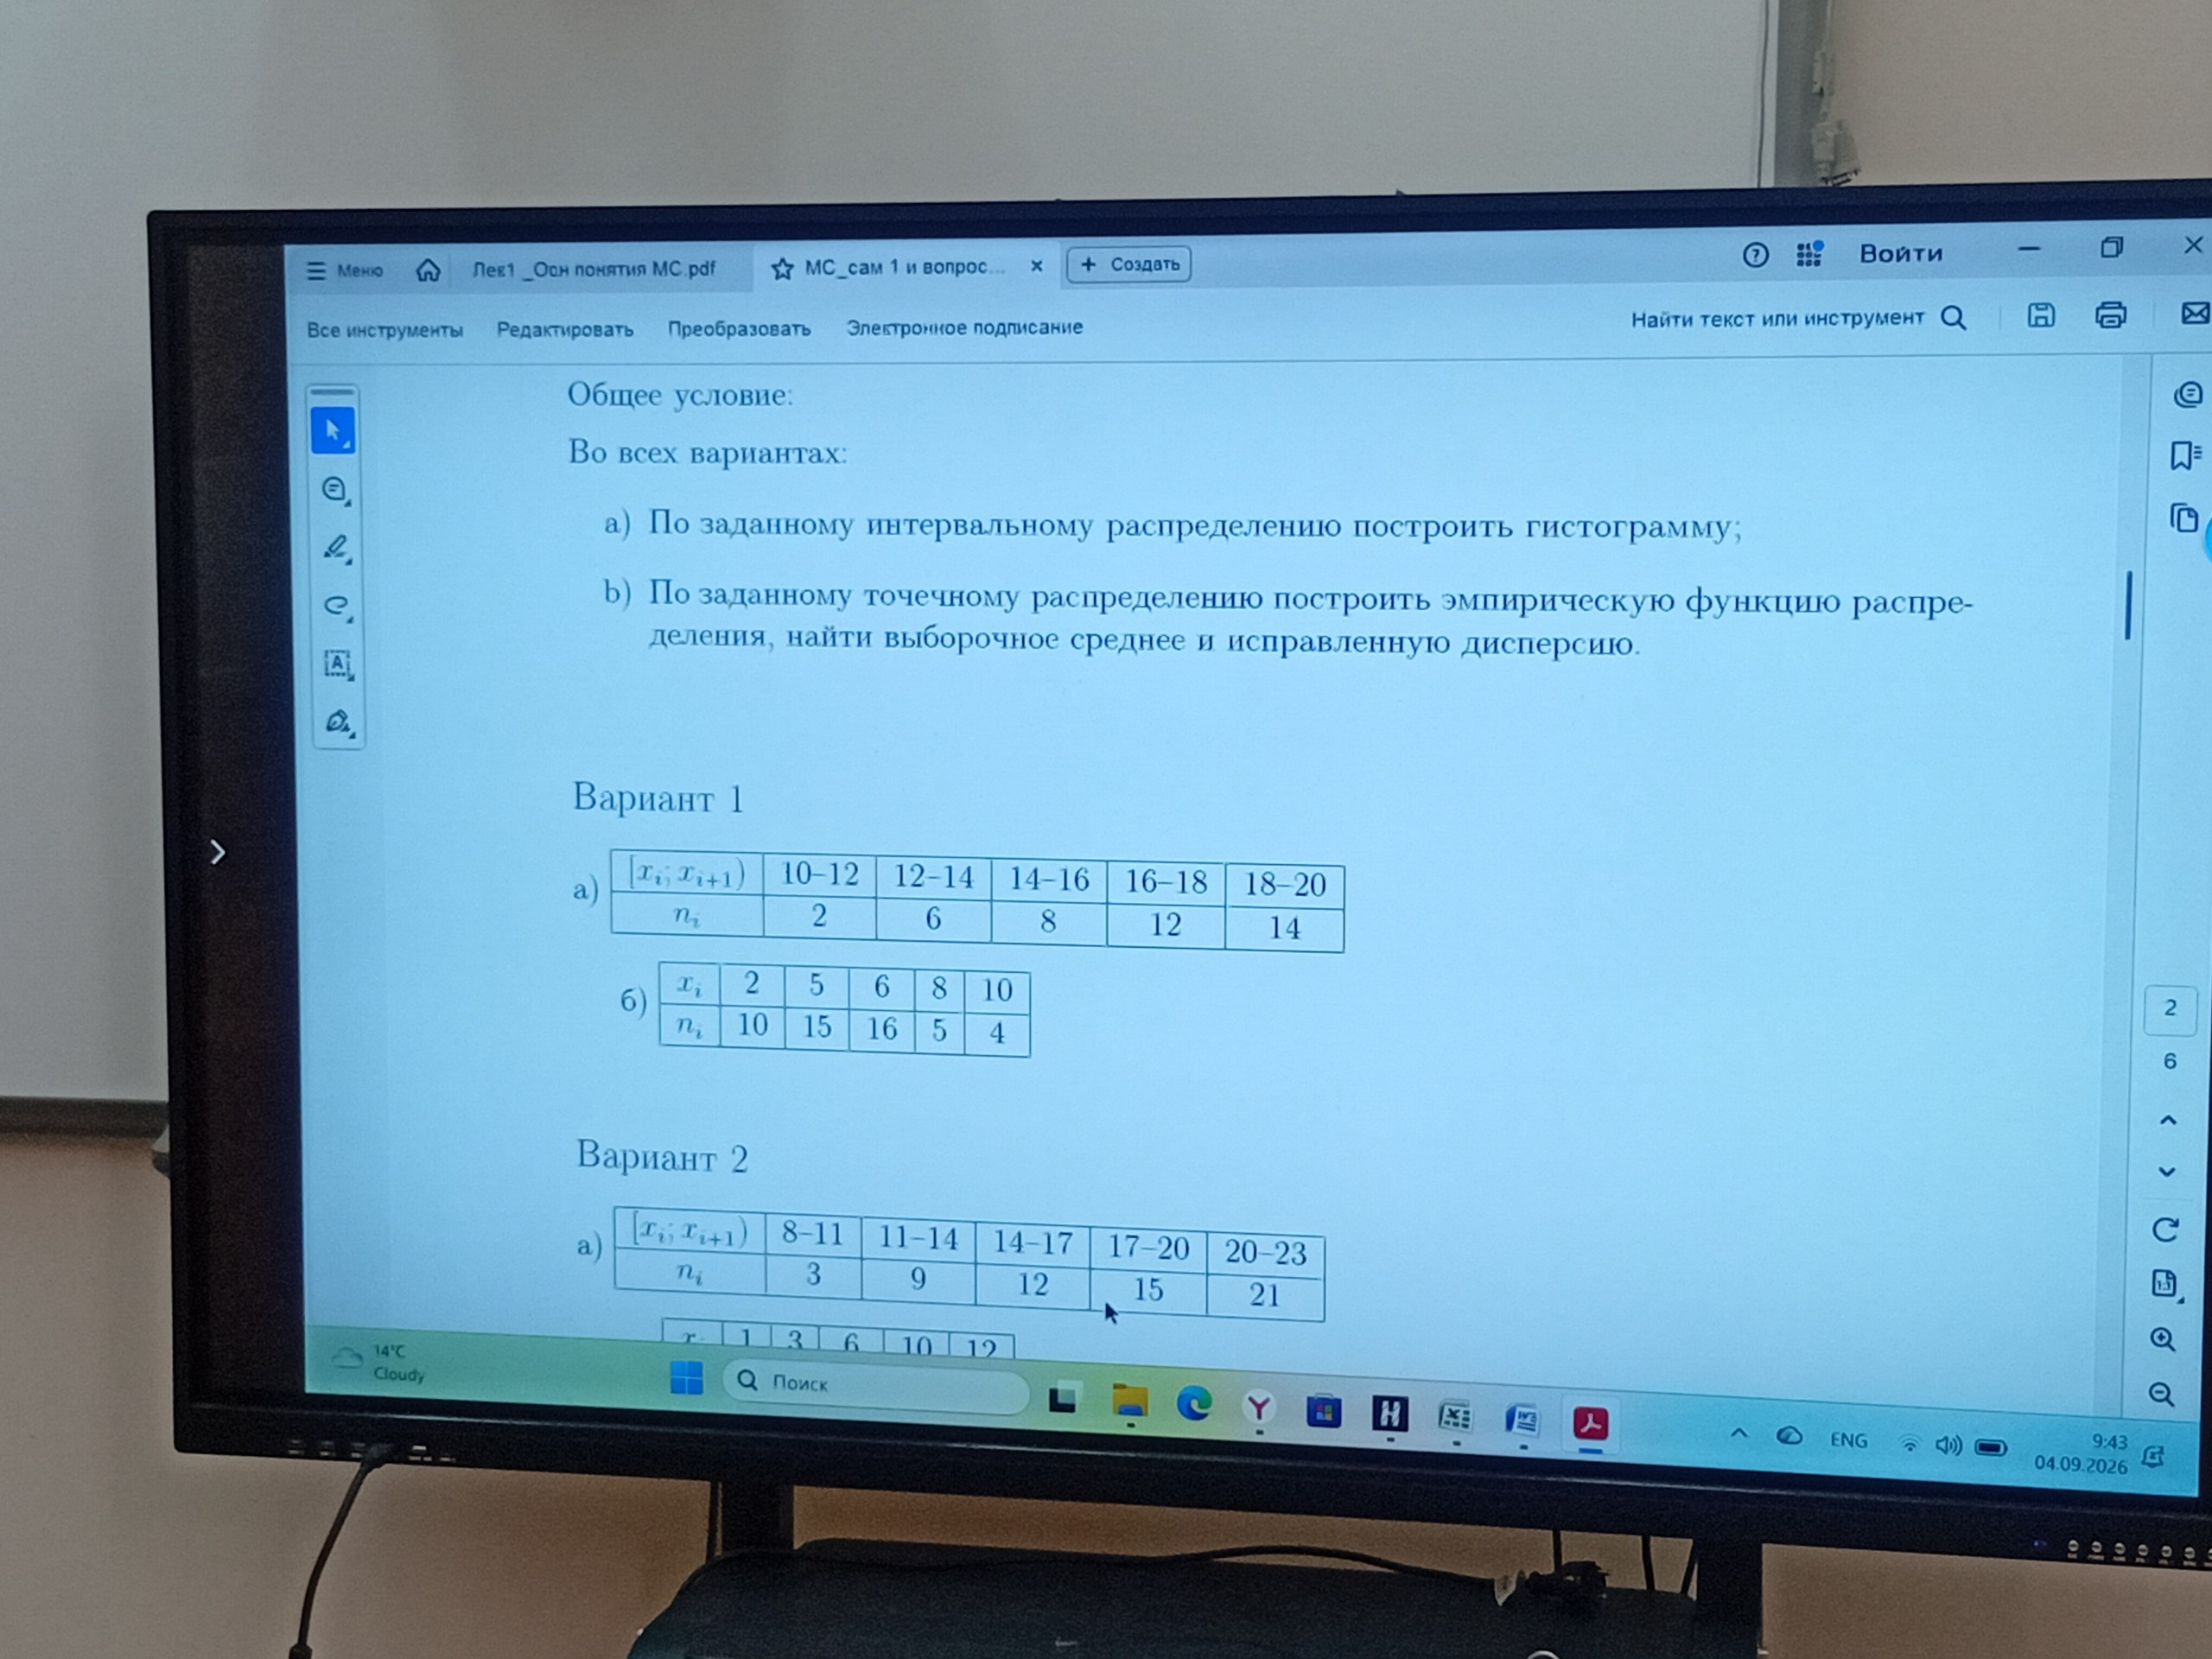 Меню
Лек1 _Осн понятия МС.pdf
МС_сам 1 и вопрос...
Создать
Войти
Все инструменты Редактировать Преобразовать Электронное подписание
Найти текст или инструмент
Общее условие:
Во всех вариантах:
a) По заданному интервальному распределению построить гистограмму;
b) По заданному точечному распределению построить эмпирическую функцию распре-
деления, найти выборочное среднее и исправленную дисперсию.
Вариант 1
а) [x_i; x_{i+1}) 10–12 12–14 14–16 16–18 18–20
n_i 2 6 8 12 14
б) x_i 2 5 6 8 10
n_i 10 15 16 5 4
2
6
Вариант 2
а) [x_i; x_{i+1}) 8–11 11–14 14–17 17–20 20–23
n_i 3 9 12 15 21
x 1 3 6 10 12
14°C
Cloudy
Поиск
ENG
9:43
04.09.2026